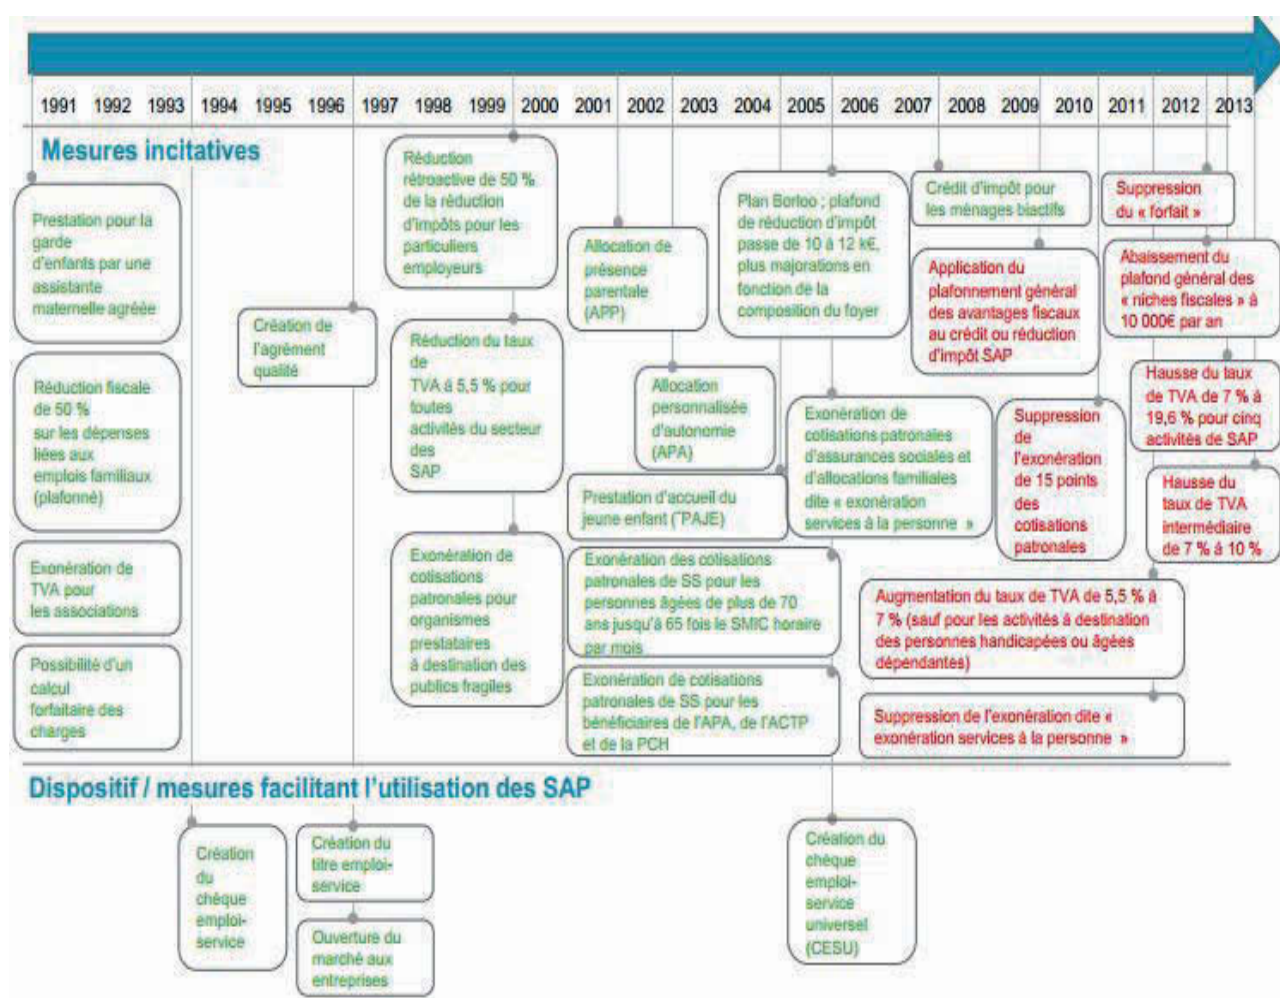 1991 1992 1993 1994 1995 1996 1997 1998 1999 2000 2001 2002 2003 2004 2005 2006 2007 2008 2009 2010 2011 2012 2013
Mesures incitatives
Prestation pour la
garde
d'enfants par une
assistante
maternelle agréée
Réduction fiscale
de 50 %
sur les dépenses
liées aux
emplois familiaux
(plafonné)
Exonération de
TVA pour
les associations
Possibilité d'un
calcul
forfaitaire des
charges
Création de
l'agrément
qualité
Réduction
rétroactive de 50 %
de la réduction
d'impôts pour les
particuliers
employeurs
Réduction du taux
de
TVA à 5,5 % pour
toutes
activités du secteur
des
SAP
Exonération de
cotisations
patronales pour
organismes
prestataires
à destination des
publics fragiles
Allocation de
présence
parentale
(APP)
Allocation
personnalisée
d'autonomie
(APA)
Prestation d'accueil du
jeune enfant (˜PAJE)
Exonération des cotisations
patronales de SS pour les
personnes âgées de plus de 70
ans jusqu'à 65 fois le SMIC horaire
par mois
Exonération de cotisations
patronales de SS pour les
bénéficiaires de l'APA, de l'ACTP
et de la PCH
Plan Borloo ; plafond
de réduction d'impôt
passe de 10 à 12 k€,
plus majorations en
fonction de la
composition du foyer
Exonération de
cotisations patronales
d'assurances sociales et
d'allocations familiales
dite « exonération
services à la personne »
Crédit d'impôt pour
les ménages biactifs
Application du
plafonnement général
des avantages fiscaux
au crédit ou réduction
d'impôt SAP
Suppression
de
l'exonération
de 15 points
des
cotisations
patronales
Suppression
du « forfait »
Abaissement du
plafond général des
« niches fiscales » à
10 000€ par an
Hausse du taux
de TVA de 7 % à
19,6 % pour cinq
activités de SAP
Hausse du
taux de TVA
intermédiaire
de 7 % à 10 %
Augmentation du taux de TVA de 5,5 % à
7 % (sauf pour les activités à destination
des personnes handicapées ou âgées
dépendantes)
Suppression de l'exonération dite «
exonération services à la personne »
Dispositif / mesures facilitant l'utilisation des SAP
Création
du
chèque
emploi-
service
Création du
titre emploi-
service
Ouverture du
marché aux
entreprises
Création du
chèque
emploi-
service
universel
(CESU)